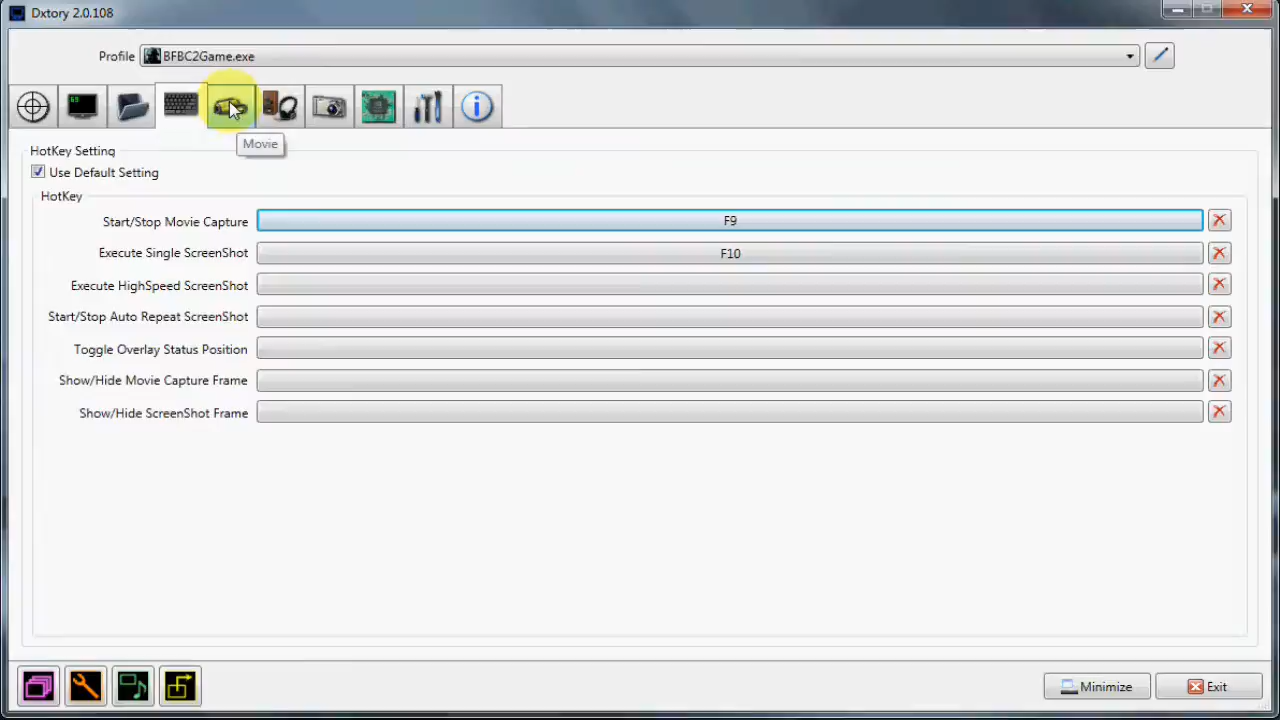 Dxtory 2.0.108
Profile
BFBC2Game.exe
Movie
HotKey Setting
Use Default Setting
HotKey
Start/Stop Movie Capture
F9
Execute Single ScreenShot
F10
Execute HighSpeed ScreenShot
Start/Stop Auto Repeat ScreenShot
Toggle Overlay Status Position
Show/Hide Movie Capture Frame
Show/Hide ScreenShot Frame
Minimize
Exit